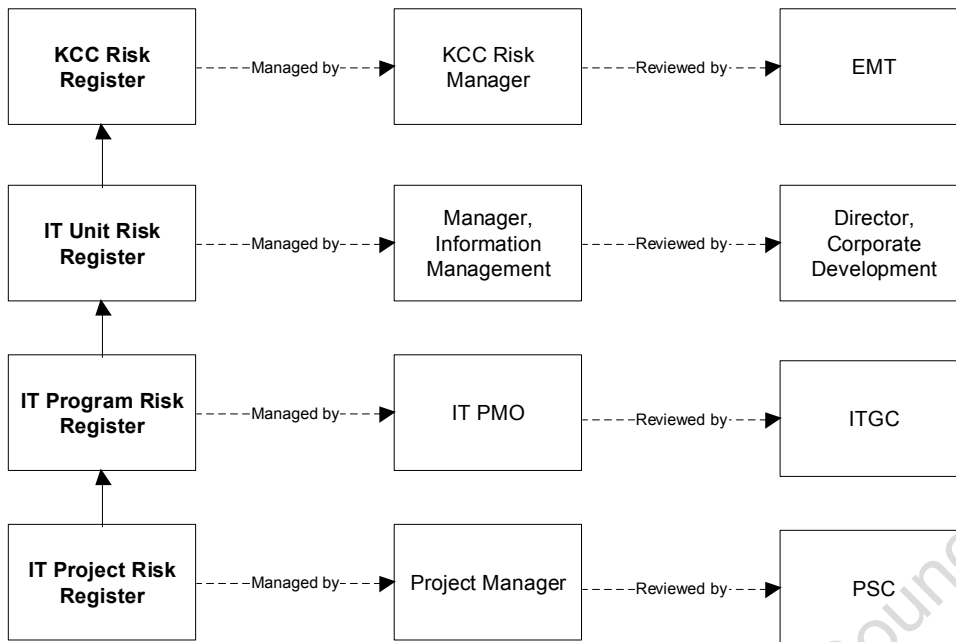 KCC Risk
Register
Managed by
KCC Risk
Manager
Reviewed by
EMT
IT Unit Risk
Register
Managed by
Manager,
Information
Management
Reviewed by
Director,
Corporate
Development
IT Program Risk
Register
Managed by
IT PMO
Reviewed by
ITGC
IT Project Risk
Register
Managed by
Project Manager
Reviewed by
PSC